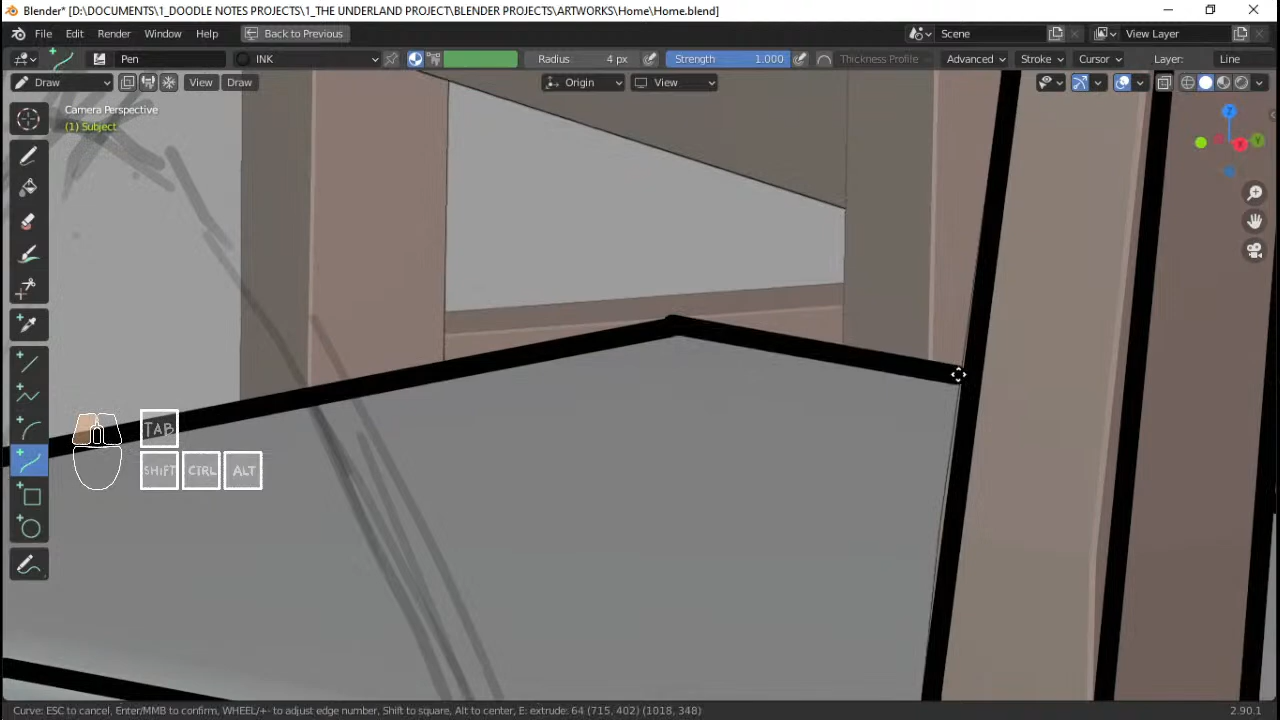 Blender* [D:\DOCUMENTS\1_DOODLE NOTES PROJECTS\1_THE UNDERLAND PROJECT\BLENDER PROJECTS\ARTWORKS\Home\Home.blend]
File Edit Render Window Help Back to Previous Scene View Layer
Pen INK Radius 4 px Strength 1.000 Thickness Profile Advanced Stroke Cursor Layer: Line
Draw View Draw Origin View
Camera Perspective
(1) Subject
Z
X
Y
TAB
SHIFT CTRL ALT
Curve: ESC to cancel, Enter/MMB to confirm, WHEEL/+- to adjust edge number, Shift to square, Alt to center, E: extrude: 64 (715, 402) (1018, 348) 2.90.1